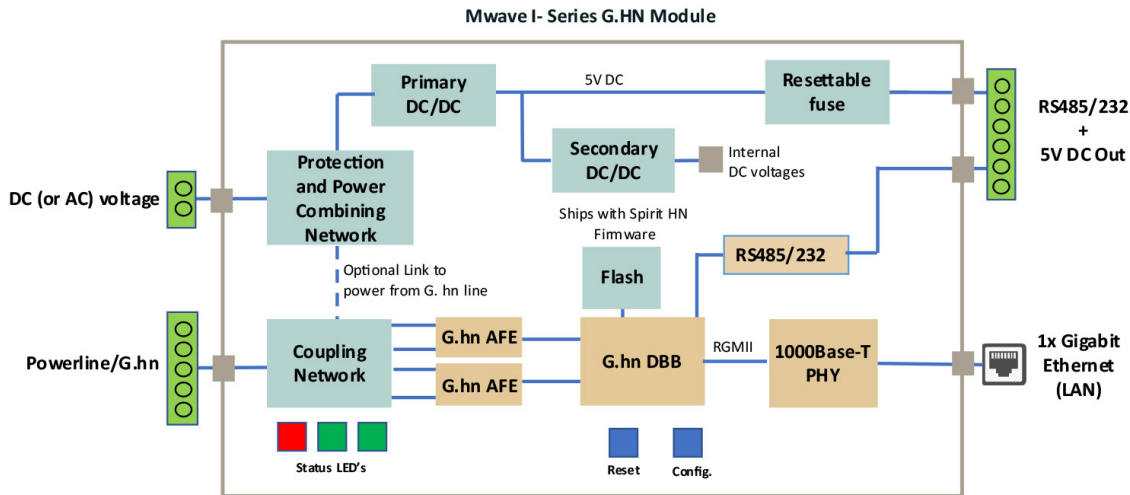 Mwave I- Series G.HN Module
Primary
DC/DC
5V DC
Resettable
fuse
RS485/232
+
5V DC Out
Protection
and Power
Combining
Network
Secondary
DC/DC
Internal
DC voltages
DC (or AC) voltage
Ships with Spirit HN
Firmware
Optional Link to
power from G. hn line
Flash
RS485/232
Powerline/G.hn
Coupling
Network
G.hn AFE
G.hn AFE
G.hn DBB
RGMII
1000Base-T
PHY
1x Gigabit
Ethernet
(LAN)
Status LED's
Reset
Config.